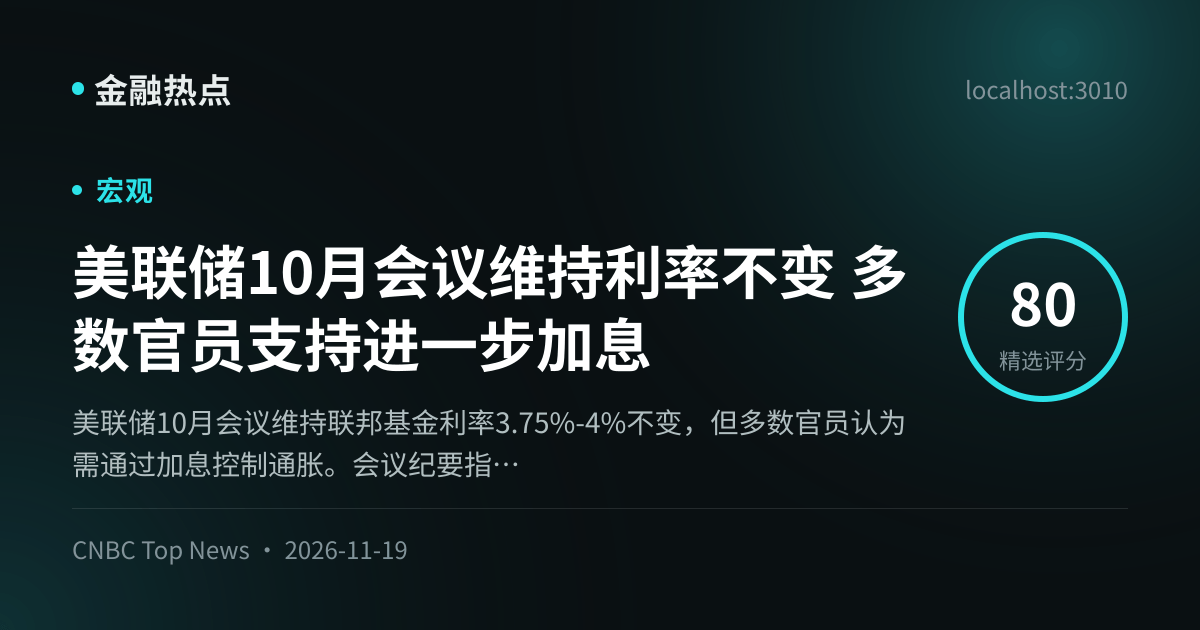 金融热点
localhost:3010
宏观
美联储10月会议维持利率不变 多
数官员支持进一步加息
80
精选评分
美联储10月会议维持联邦基金利率3.75%-4%不变，但多数官员认为
需通过加息控制通胀。会议纪要指…
CNBC Top News · 2026-11-19